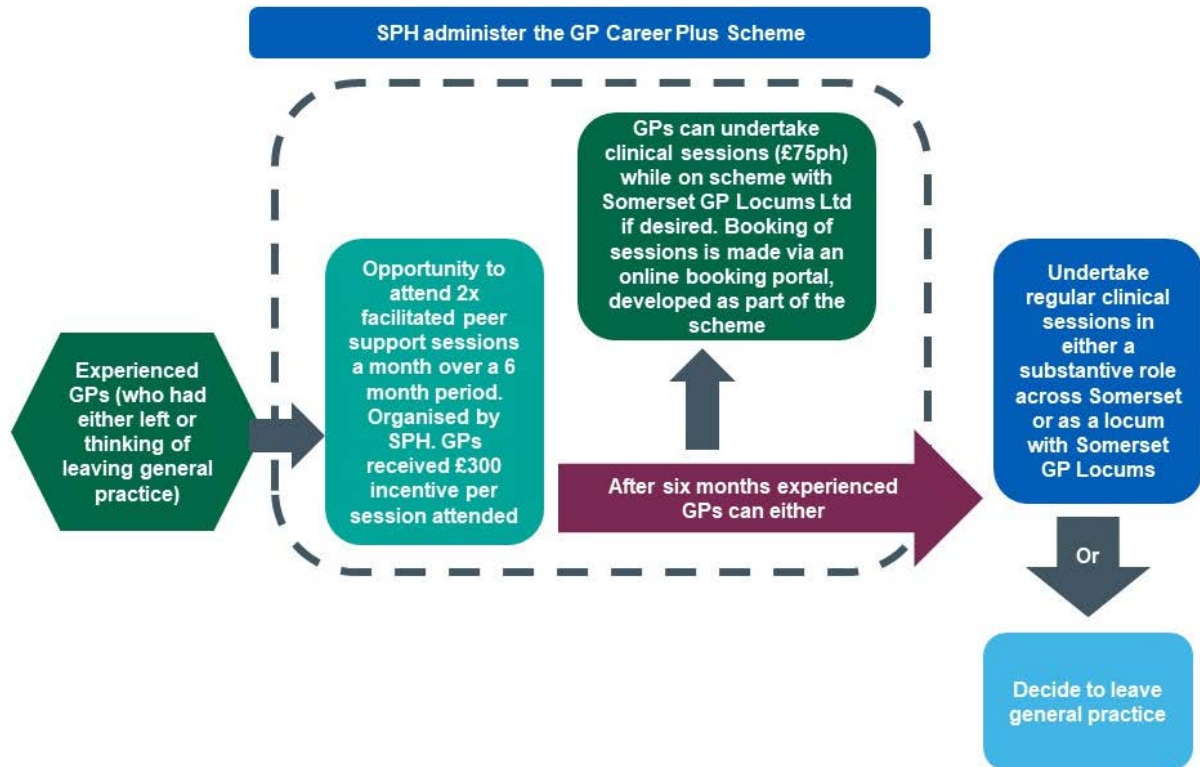 SPH administer the GP Career Plus Scheme
Experienced
GPs (who had
either left or
thinking of
leaving general
practice)
Opportunity to
attend 2x
facilitated peer
support sessions
a month over a 6
month period.
Organised by
SPH. GPs
received £300
incentive per
session attended
GPs can undertake
clinical sessions (£75ph)
while on scheme with
Somerset GP Locums Ltd
if desired. Booking of
sessions is made via an
online booking portal,
developed as part of the
scheme
After six months experienced
GPs can either
Undertake
regular clinical
sessions in
either a
substantive role
across Somerset
or as a locum
with Somerset
GP Locums
Or
Decide to leave
general practice